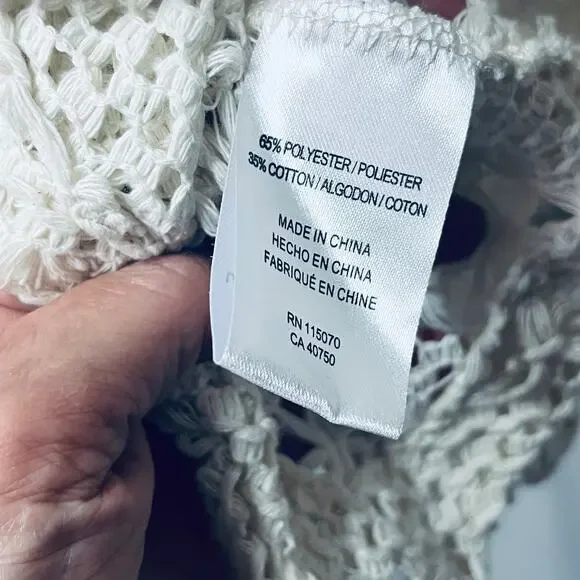 65% POLYESTER/POLIESTER
35% COTTON/ALGODON/COTON
MADE IN CHINA
HECHO EN CHINA
FABRIQUÉ EN CHINE
RN 115070
CA 40750